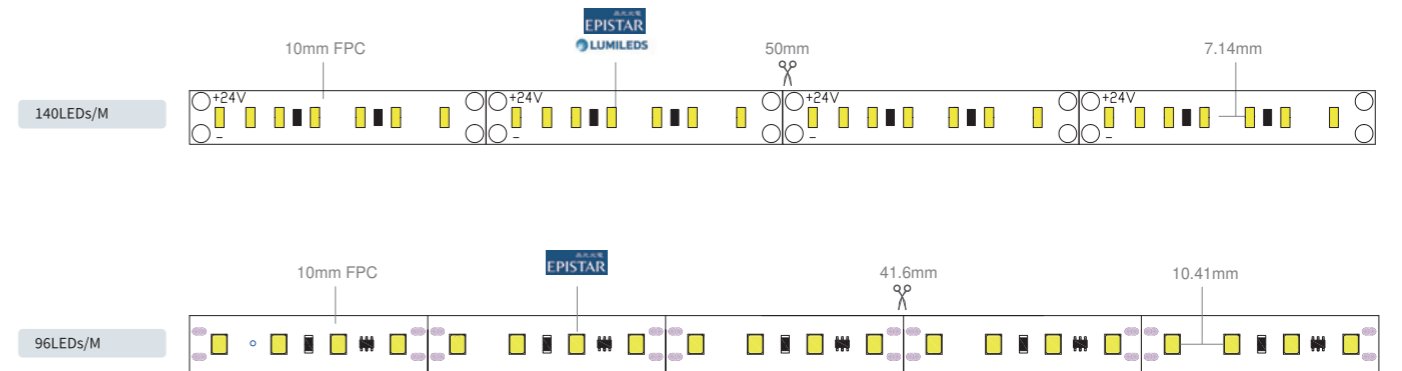 EPISTAR
10mm FPC
LUMILEDS
50mm
7.14mm
140LEDs/M
+24V
+24V
+24V
+24V
–
–
–
–
10mm FPC
EPISTAR
41.6mm
10.41mm
96LEDs/M